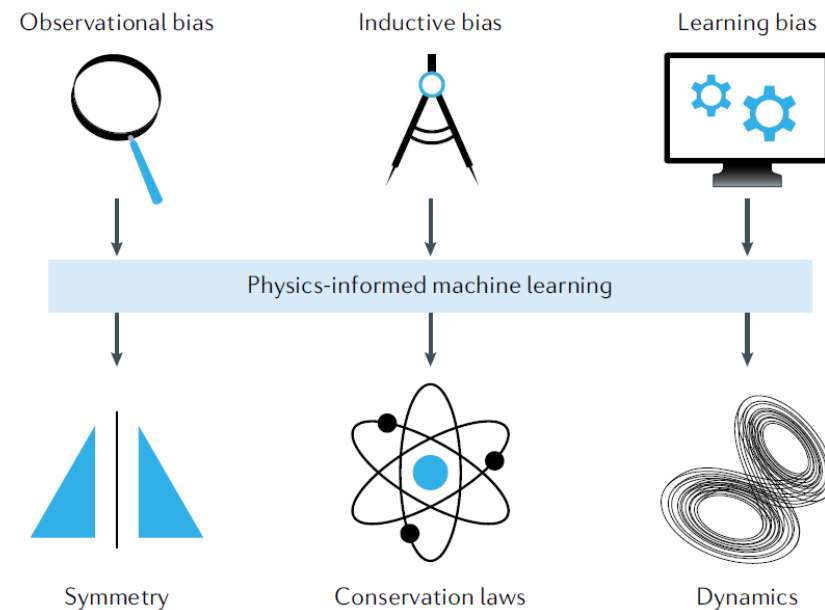 Observational bias
Inductive bias
Learning bias
Physics-informed machine learning
Symmetry
Conservation laws
Dynamics